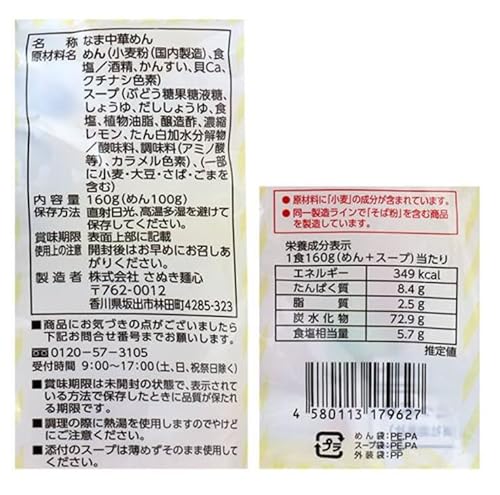 名称 なま中華めん
原材料名 めん(小麦粉(国内製造)、食
塩/酒精、かんすい、貝Ca、
クチナシ色素)
スープ(ぶどう糖果糖液糖、
しょうゆ、だししょうゆ、食
塩、植物油脂、醸造酢、濃縮
レモン、たん白加水分解物
/酸味料、調味料(アミノ酸
等)、カラメル色素)、(一部
に小麦・大豆・さば・ごまを
含む)
内容量 160g(めん100g)
保存方法 直射日光、高温多湿を避けて
保存してください。
賞味期限 表面上部に記載
使用上の注意 開封後はお早めにお召しあ
がりください。
製造者 株式会社 さぬき麺心
〒762-0012
香川県坂出市林田町4285-323
■商品にお気づきの点がございましたら
下記お問合せ番号までお願いします。
0120-57-3105
受付時間 9:00〜17:00(土、日、祝祭日除く)
■賞味期限は未開封の状態で、表示されて
いる方法で保存したときに品質が保たれ
る期限です。
■調理の際に熱湯を使用しますのでやけど
にご注意ください。
■添付のスープは薄めずそのまま使用して
ください。
●原材料に「小麦」の成分が含まれています。
●同一製造ラインで「そば粉」を含む商品
を製造しています。
栄養成分表示
1食160g(めん+スープ)当たり
エネルギー 349kcal
たんぱく質 8.4g
脂質 2.5g
炭水化物 72.9g
食塩相当量 5.7g
推定値
4 580113 179627
プラ
めん袋:PE,PA
スープ袋:PE,PA
外装袋:PP